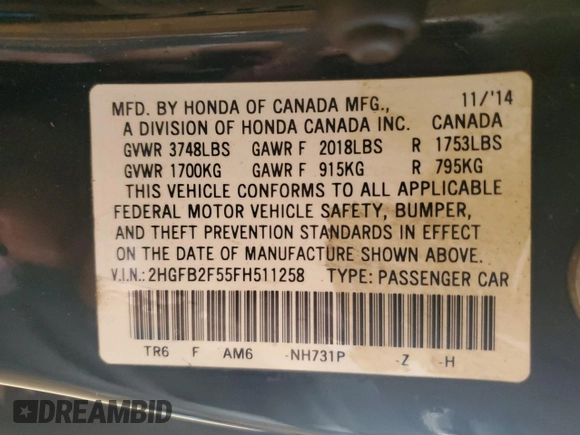 MFD. BY HONDA OF CANADA MFG., 11/'14
A DIVISION OF HONDA CANADA INC. CANADA
GVWR 3748LBS GAWR F 2018LBS R 1753LBS
GVWR 1700KG GAWR F 915KG R 795KG
THIS VEHICLE CONFORMS TO ALL APPLICABLE
FEDERAL MOTOR VEHICLE SAFETY, BUMPER,
AND THEFT PREVENTION STANDARDS IN EFFECT
ON THE DATE OF MANUFACTURE SHOWN ABOVE.
V.I.N.: 2HGFB2F55FH511258 TYPE: PASSENGER CAR
TR6 F AM6 -NH731P -Z -H
DREAMBID